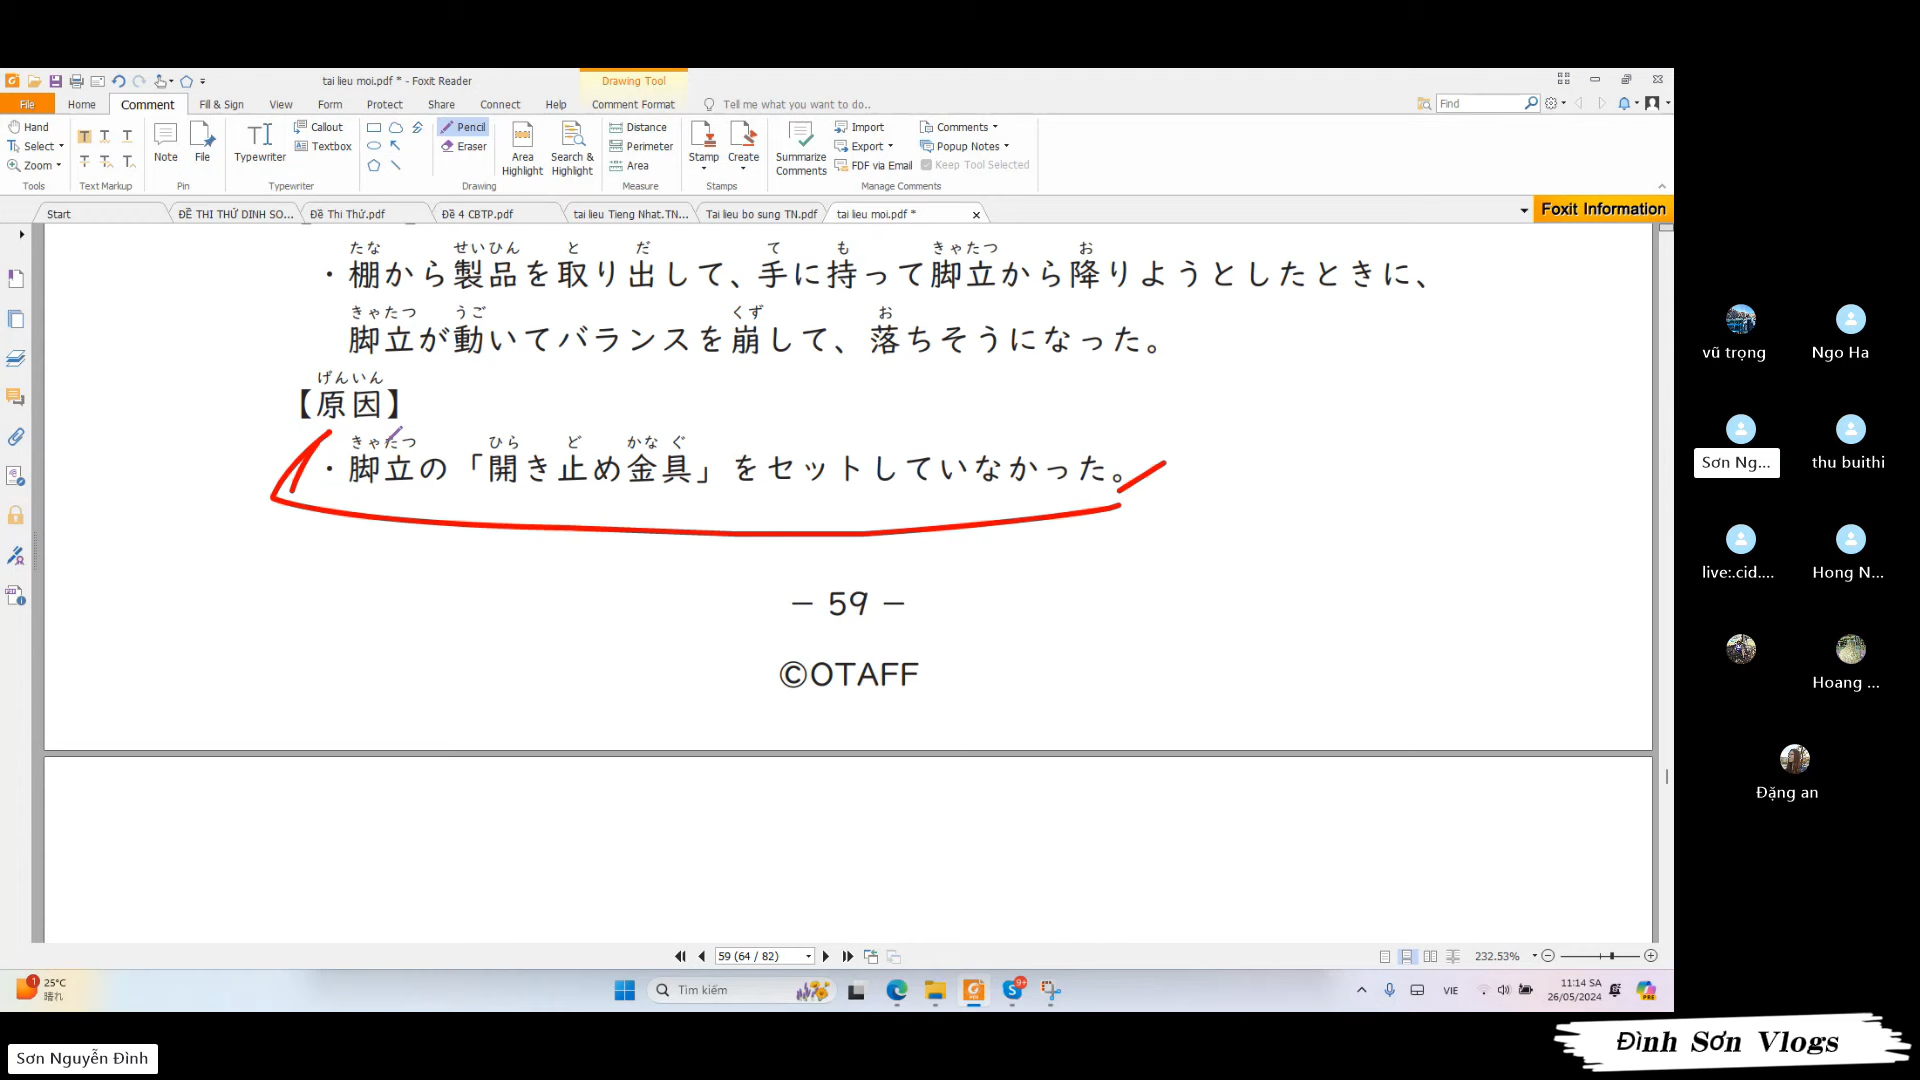 tai lieu moi.pdf * - Foxit Reader
Drawing Tool
File Home Comment Fill & Sign View Form Protect Share Connect Help Comment Format Tell me what you want to do.. Find
Hand
Select
Zoom
Tools
Text Markup
Note
File
Pin
Typewriter
Callout
Textbox
Typewriter
Pencil
Eraser
Area Highlight
Search & Highlight
Drawing
Distance
Perimeter
Area
Measure
Stamp
Create
Stamps
Summarize Comments
Import
Export
FDF via Email
Comments
Popup Notes
Keep Tool Selected
Manage Comments
Start ĐỀ THI THỬ DINH SO... Đề Thi Thử.pdf Đề 4 CBTP.pdf tai lieu Tieng Nhat.TN... Tai lieu bo sung TN.pdf tai lieu moi.pdf *
Foxit Information
たな せいひん と だ て も きゃたつ お
・棚から製品を取り出して、手に持って脚立から降りようとしたときに、
きゃたつ うご くず お
脚立が動いてバランスを崩して、落ちそうになった。
げんいん
【原因】
きゃたつ ひら ど かな ぐ
・脚立の「開き止め金具」をセットしていなかった。
– 59 –
©OTAFF
59 (64 / 82)
232.53%
1
25°C
晴れ
Tìm kiếm
9+
VIE
11:14 SA
26/05/2024
PRE
vũ trọng
Ngo Ha
Sơn Ng...
thu buithi
live:.cid....
Hong N...
Hoang ...
Đặng an
Sơn Nguyễn Đình
Đình Sơn Vlogs